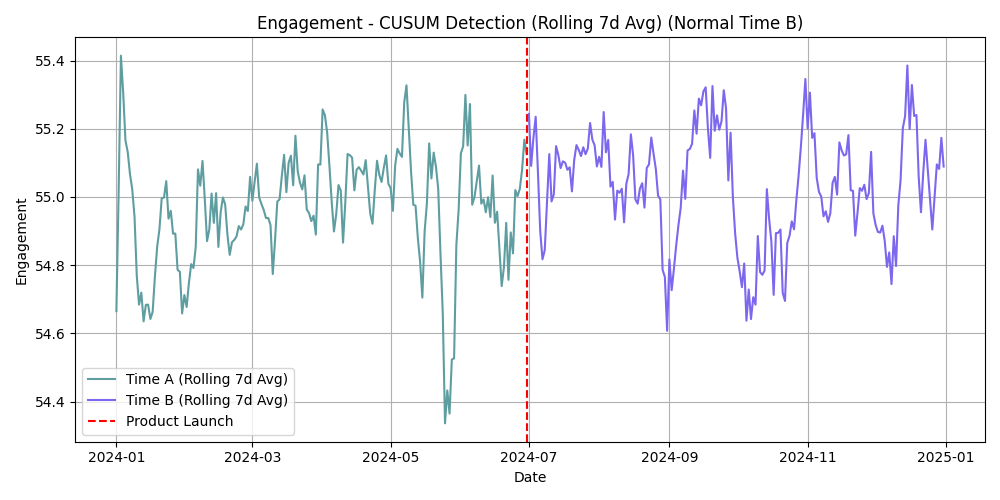 Engagement - CUSUM Detection (Rolling 7d Avg) (Normal Time B)
Engagement
55.4
55.2
55.0
54.8
54.6
54.4
Time A (Rolling 7d Avg)
Time B (Rolling 7d Avg)
Product Launch
2024-01 2024-03 2024-05 2024-07 2024-09 2024-11 2025-01
Date